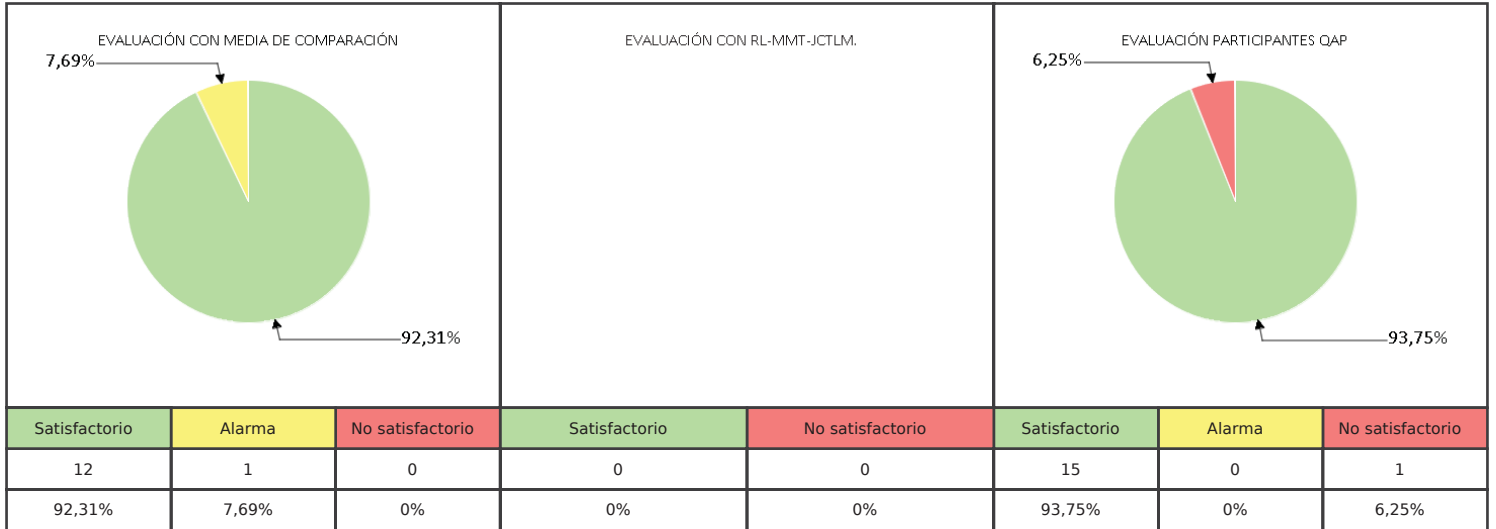 EVALUACIÓN CON MEDIA DE COMPARACIÓN
7,69%
92,31%
EVALUACIÓN CON RL-MMT-JCTLM.
EVALUACIÓN PARTICIPANTES QAP
6,25%
93,75%
Satisfactorio Alarma No satisfactorio Satisfactorio No satisfactorio Satisfactorio Alarma No satisfactorio
12 1 0 0 0 15 0 1
92,31% 7,69% 0% 0% 0% 93,75% 0% 6,25%